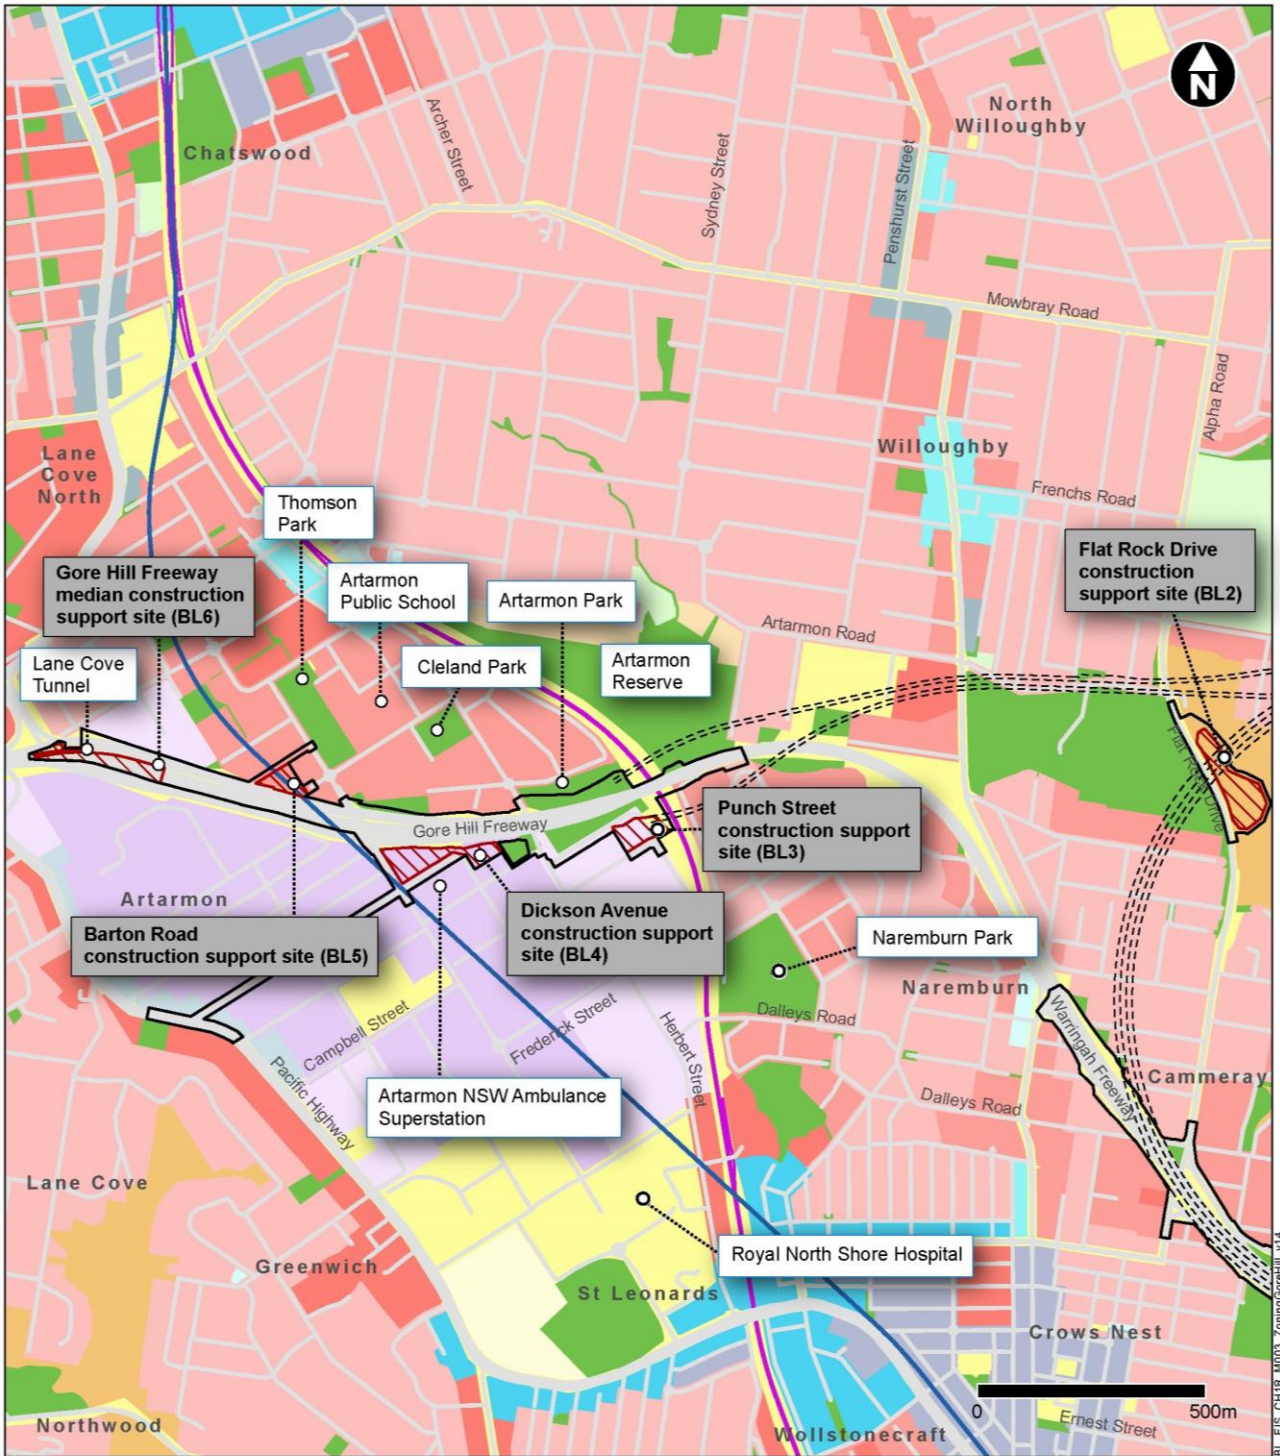 N
North
Willoughby
Chatswood
Archer Street
Sydney Street
Penshurst Street
Mowbray Road
Alpha Road
Willoughby
Lane
Cove
North
Frenchs Road
Thomson
Park
Flat Rock Drive
construction
support site (BL2)
Gore Hill Freeway
median construction
support site (BL6)
Artarmon
Public School
Artarmon Park
Artarmon Road
Lane Cove
Tunnel
Cleland Park
Artarmon
Reserve
Flat Rock Drive
Gore Hill Freeway
Punch Street
construction support
site (BL3)
Artarmon
Barton Road
construction support site (BL5)
Dickson Avenue
construction support
site (BL4)
Naremburn Park
Naremburn
Dalleys Road
Campbell Street
Frederick Street
Herbert Street
Warringah Freeway
Pacific Highway
Artarmon NSW Ambulance
Superstation
Cammeray
Dalleys Road
Lane Cove
Royal North Shore Hospital
Greenwich
St Leonards
Crows Nest
0
500m
Ernest Street
Northwood
Wollstonecraft
EIS_CH18_M003_ZoningGoreHill_v14